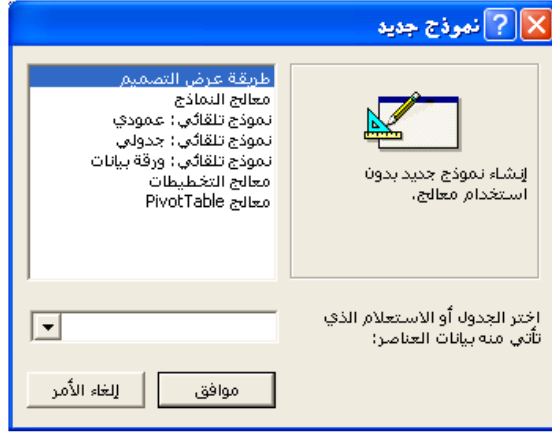 نموذج جديد
إنشاء نموذج جديد بدون
استخدام معالج.
طريقة عرض التصميم
معالج النماذج
نموذج تلقائي: عمودي
نموذج تلقائي: جدولي
نموذج تلقائي: ورقة بيانات
معالج التخطيطات
معالج PivotTable
اختر الجدول أو الاستعلام الذي
تأتي منه بيانات العناصر:
موافق
إلغاء الأمر